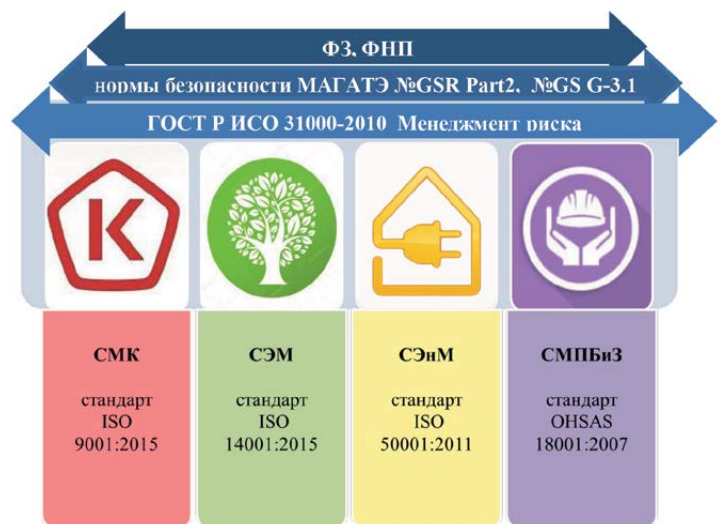 ФЗ, ФНП
нормы безопасности МАГАТЭ №GSR Part2, №GS G-3.1
ГОСТ Р ИСО 31000-2010 Менеджмент риска
К
СМК
стандарт
ISO
9001:2015
СЭМ
стандарт
ISO
14001:2015
СЭнМ
стандарт
ISO
50001:2011
СМПБиЗ
стандарт
OHSAS
18001:2007